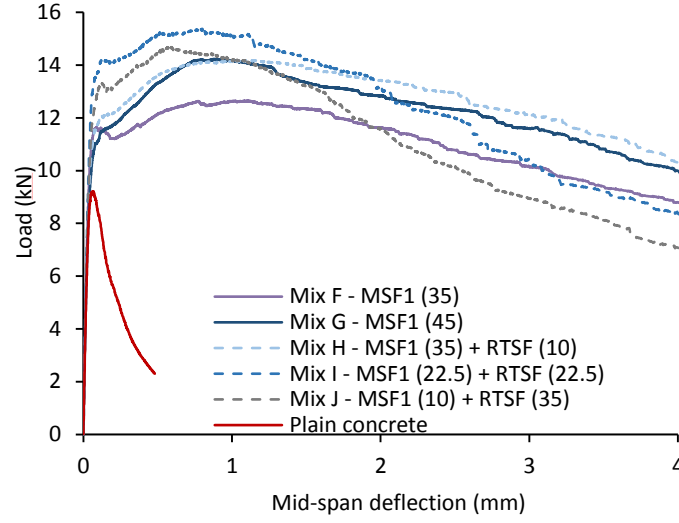 16
14
12
10
8
6
4
2
0
Load (kN)
Mix F - MSF1 (35)
Mix G - MSF1 (45)
Mix H - MSF1 (35) + RTSF (10)
Mix I - MSF1 (22.5) + RTSF (22.5)
Mix J - MSF1 (10) + RTSF (35)
Plain concrete
0 1 2 3 4
Mid-span deflection (mm)